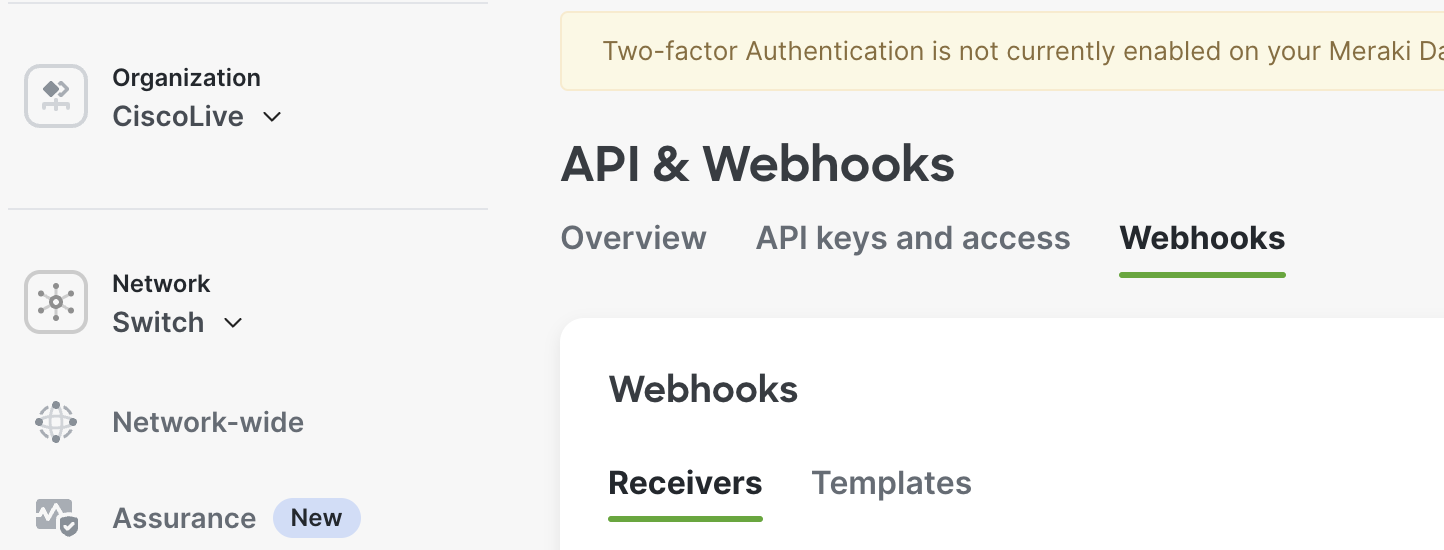 Organization
CiscoLive
Network
Switch
Network-wide
Assurance New
Two-factor Authentication is not currently enabled on your Meraki
API & Webhooks
Overview API keys and access Webhooks
Webhooks
Receivers Templates